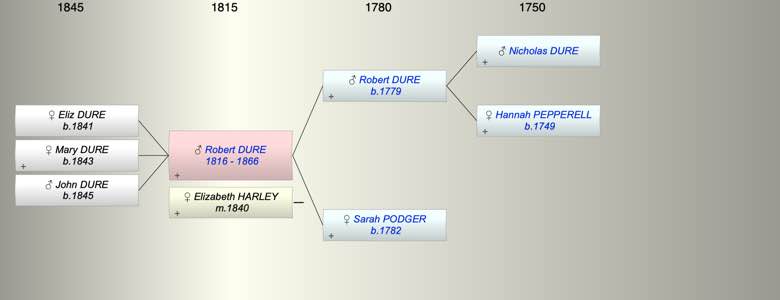 1845 1815 1780 1750
♂ Nicholas DURE
+
♂ Robert DURE
b.1779
+
♀ Hannah PEPPERELL
b.1749
+
♀ Eliz DURE
b.1841
♀ Mary DURE
b.1843
+
♂ John DURE
b.1845
♂ Robert DURE
1816 - 1866
+
♀ Elizabeth HARLEY
m.1840
+
♀ Sarah PODGER
b.1782
+